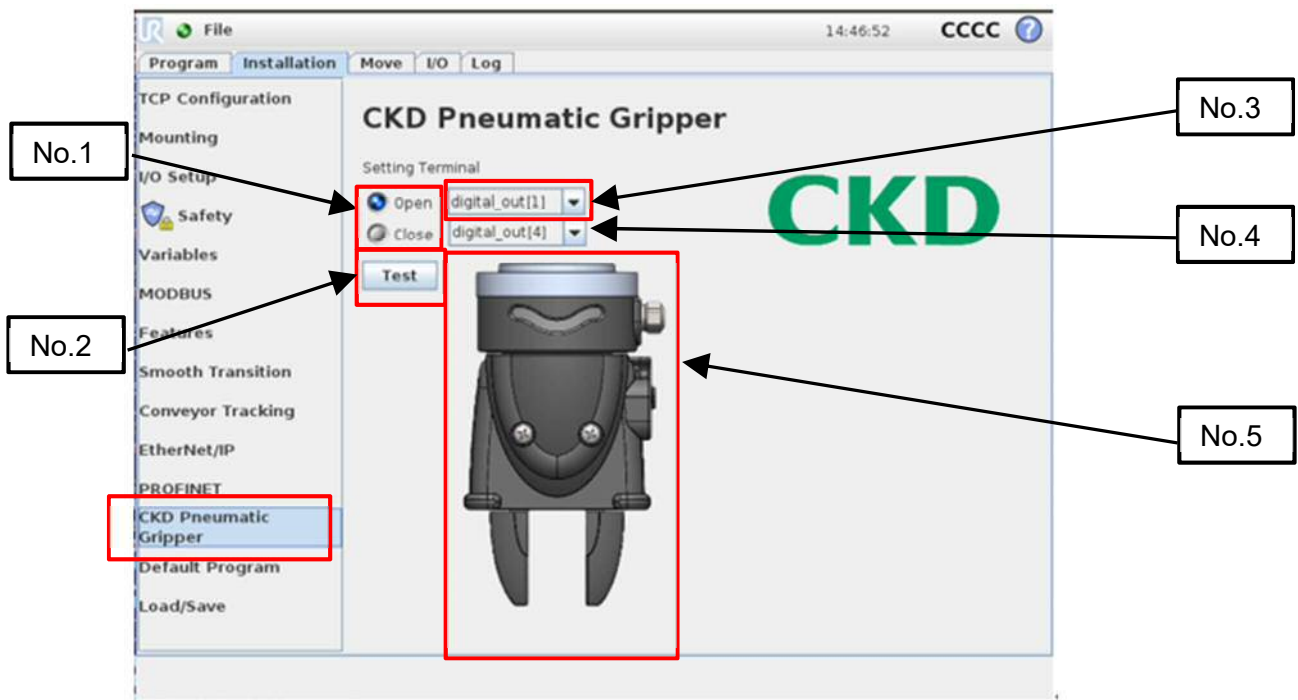 File
14:46:52
CCCC
?
Program Installation Move I/O Log
TCP Configuration
Mounting
I/O Setup
Safety
Variables
MODBUS
Features
Smooth Transition
Conveyor Tracking
EtherNet/IP
PROFINET
CKD Pneumatic
Gripper
Default Program
Load/Save
CKD Pneumatic Gripper
Setting Terminal
Open digital_out[1]
Close digital_out[4]
Test
CKD
No.1
No.2
No.3
No.4
No.5